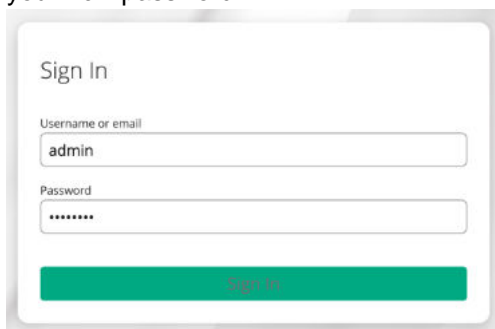 Sign In
Username or email
admin
Password
••••••••
Sign In